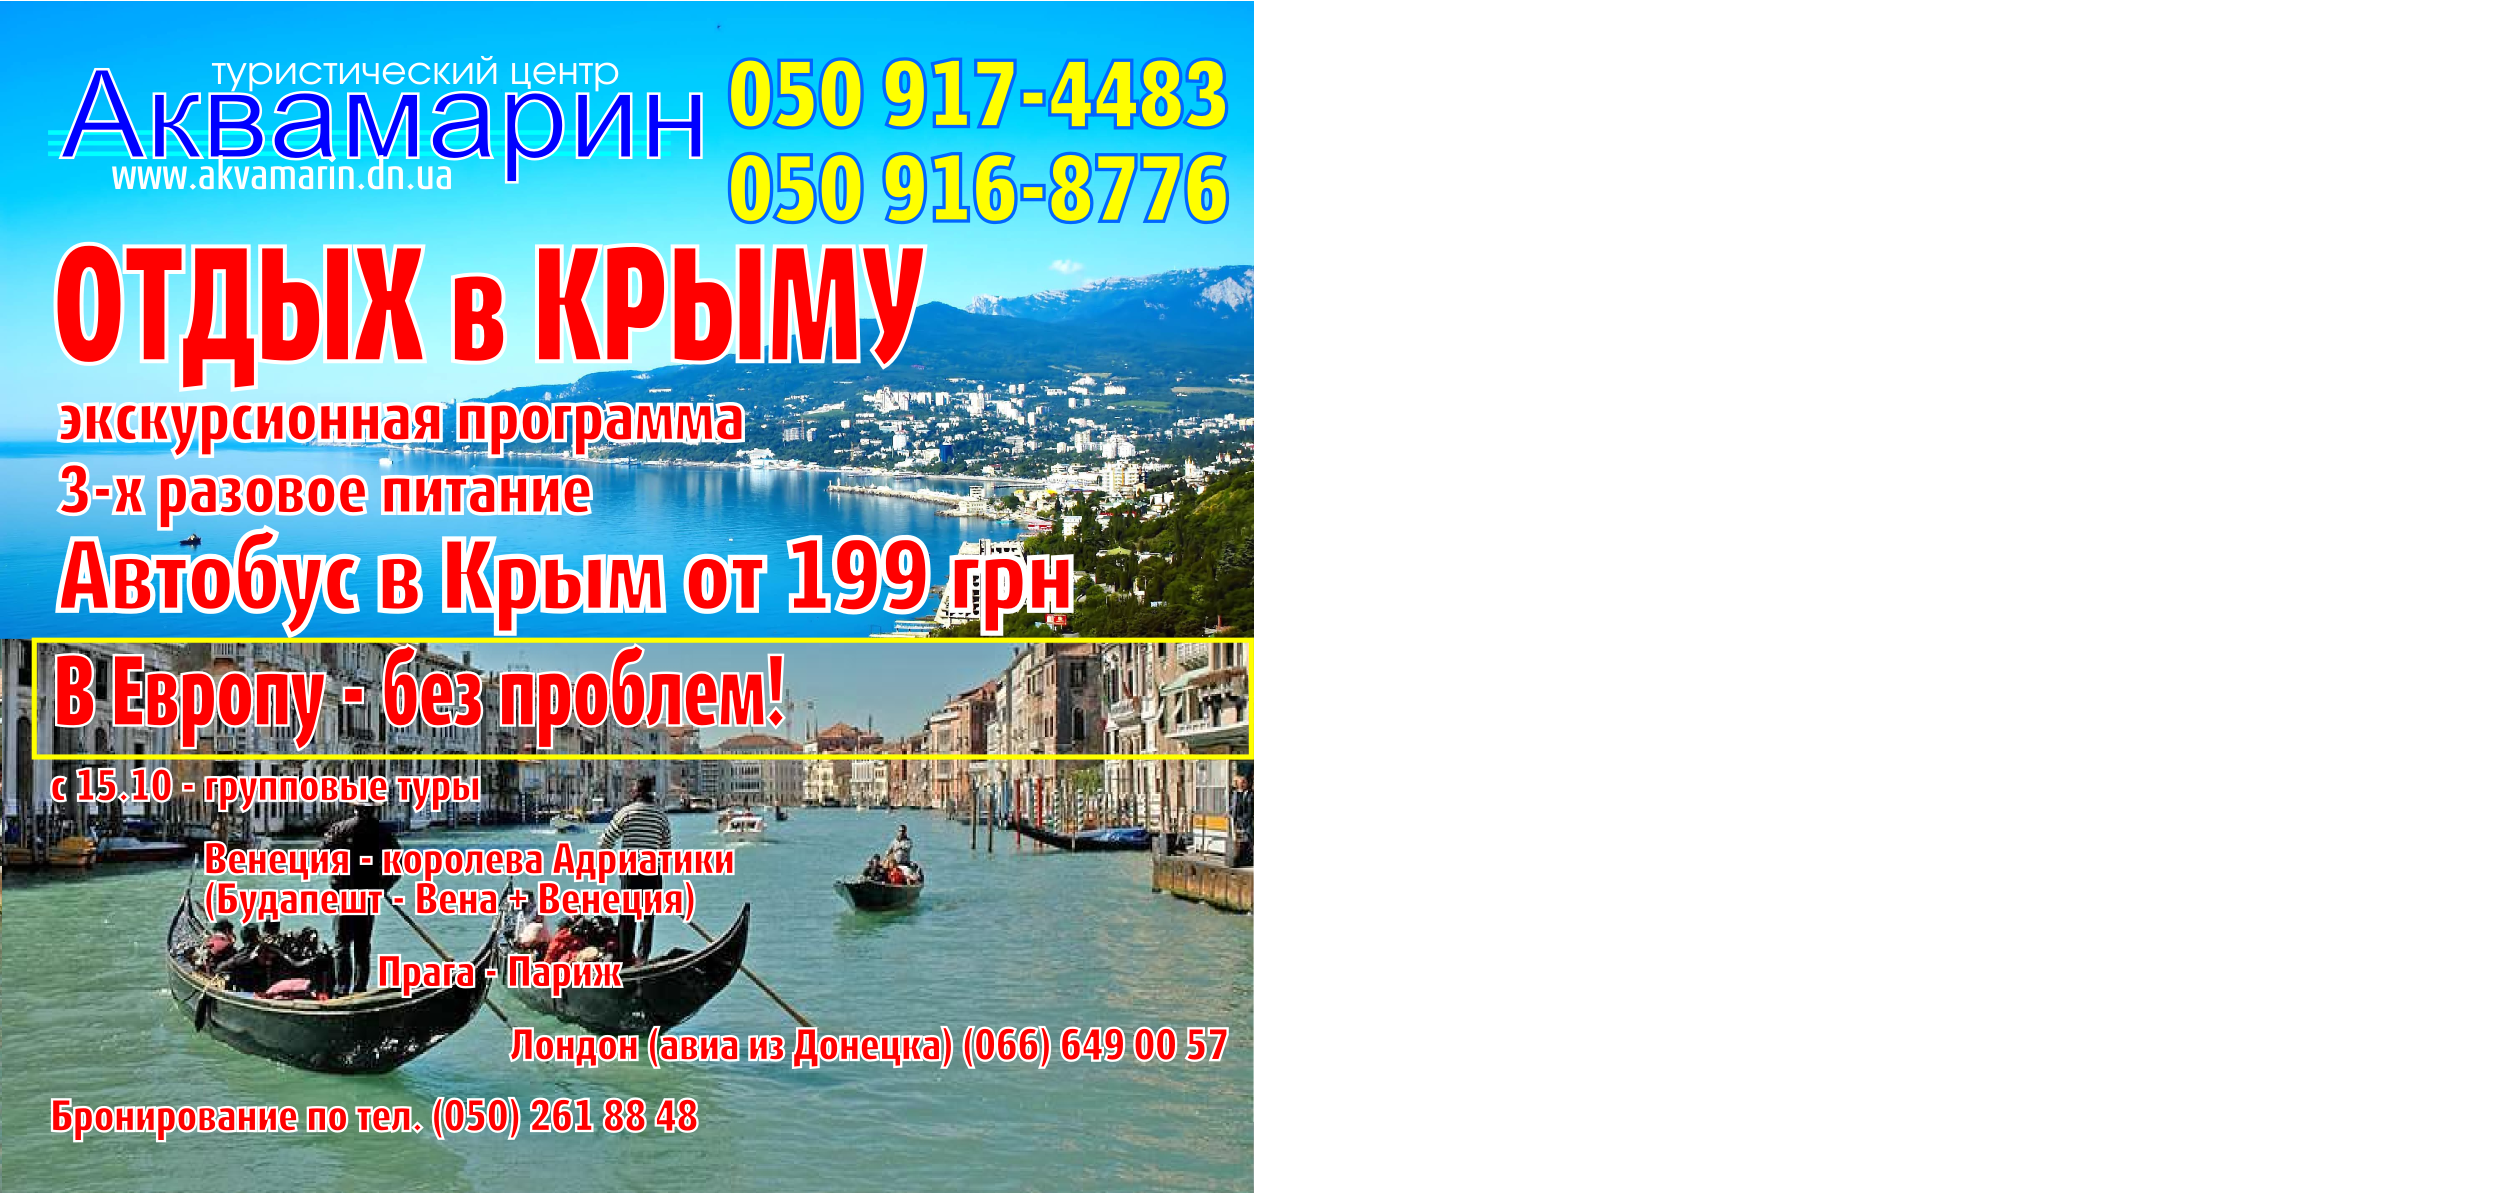 туристический центр
Аквамарин
www.akvamarin.dn.ua
050 917-4483
050 916-8776
ОТДЫХ в КРЫМУ
экскурсионная программа
3-х разовое питание
Автобус в Крым от 199 грн
В Европу - без проблем!
с 15.10 - групповые туры
Венеция - королева Адриатики
(Будапешт - Вена + Венеция)
Прага - Париж
Лондон (авиа из Донецка) (066) 649 00 57
Бронирование по тел. (050) 261 88 48